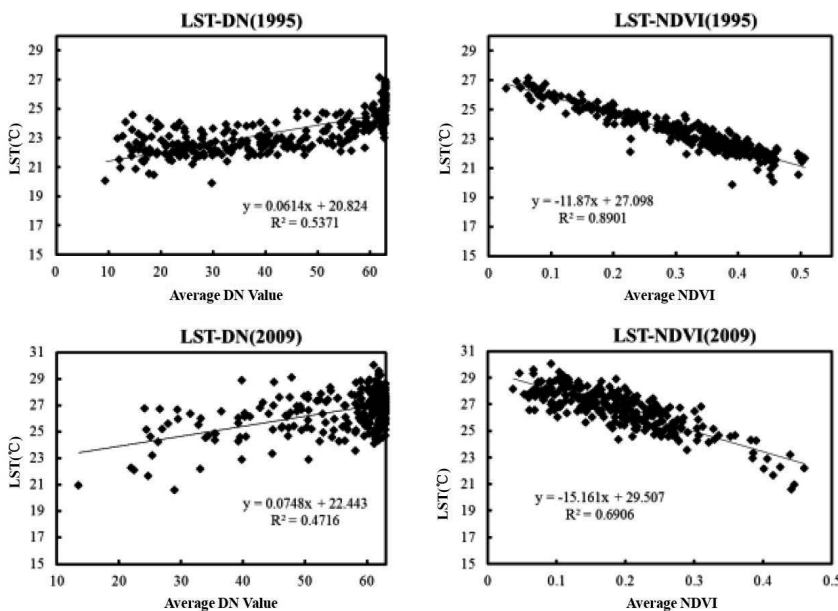 LST-DN(1995)
29
27
25
23
21
19
17
15
LST(℃)
y = 0.0614x + 20.824
R² = 0.5371
0 10 20 30 40 50 60
Average DN Value
LST-NDVI(1995)
29
27
25
23
21
19
17
15
LST(℃)
y = -11.87x + 27.098
R² = 0.8901
0 0.1 0.2 0.3 0.4 0.5
Average NDVI
LST-DN(2009)
31
29
27
25
23
21
19
17
15
LST(℃)
y = 0.0748x + 22.443
R² = 0.4716
10 20 30 40 50 60
Average DN Value
LST-NDVI(2009)
31
29
27
25
23
21
19
17
15
LST(℃)
y = -15.161x + 29.507
R² = 0.6906
0 0.1 0.2 0.3 0.4 0.5
Average NDVI